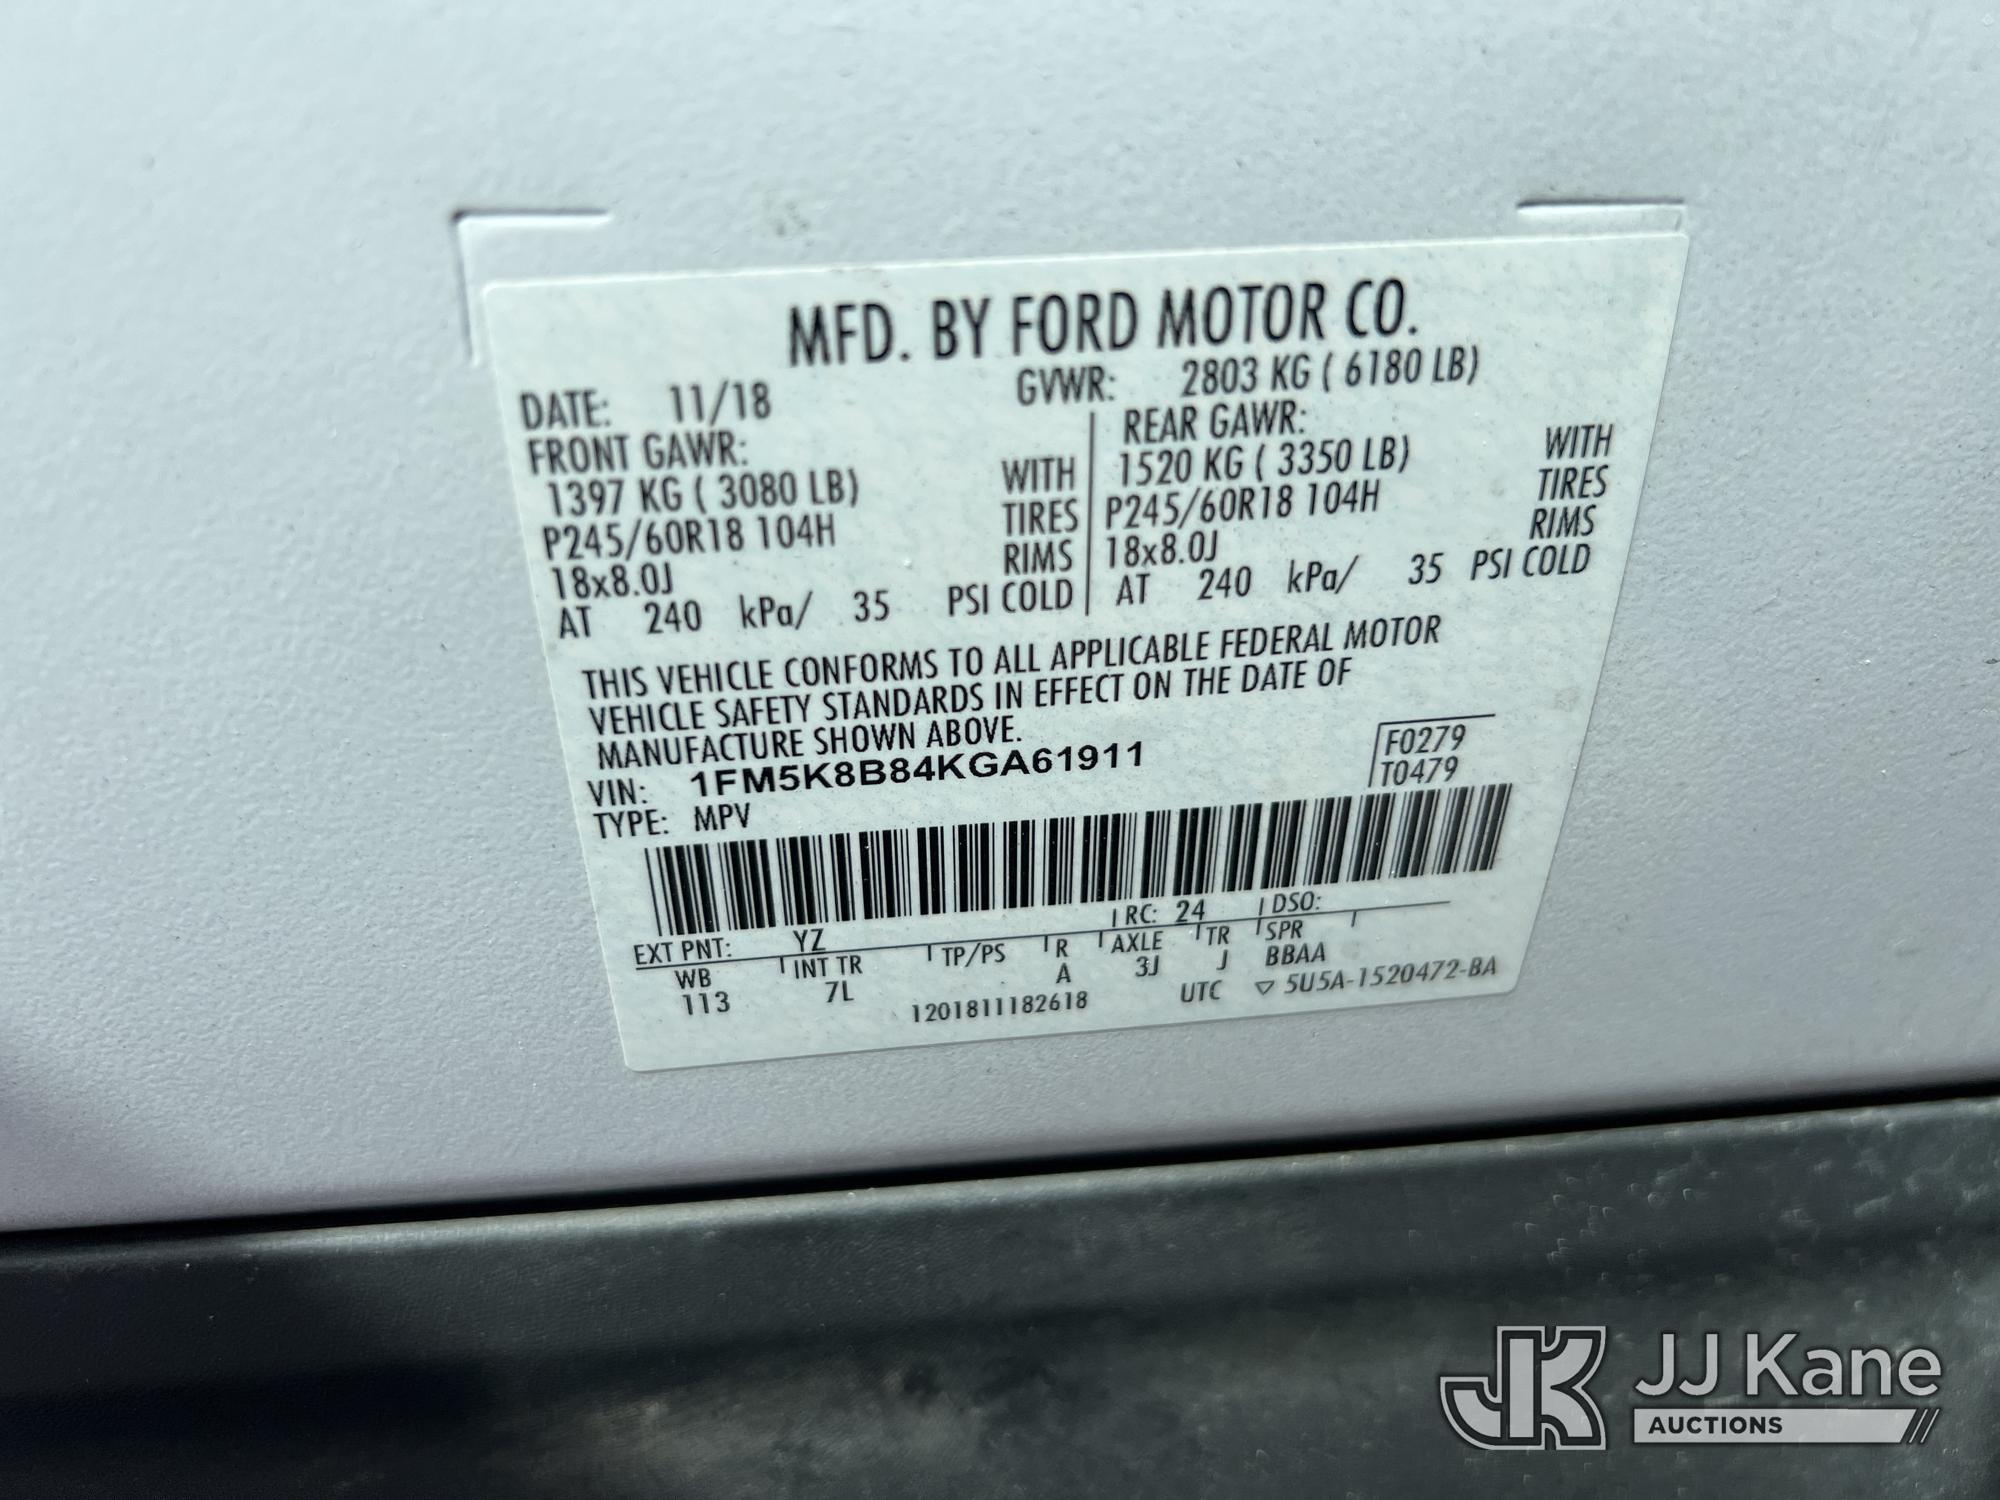 MFD. BY FORD MOTOR CO.
DATE: 11/18 GVWR: 2803 KG ( 6180 LB)
FRONT GAWR: REAR GAWR:
1397 KG ( 3080 LB) WITH 1520 KG ( 3350 LB) WITH
P245/60R18 104H TIRES P245/60R18 104H TIRES
18x8.0J RIMS 18x8.0J RIMS
AT 240 kPa/ 35 PSI COLD AT 240 kPa/ 35 PSI COLD
THIS VEHICLE CONFORMS TO ALL APPLICABLE FEDERAL MOTOR
VEHICLE SAFETY STANDARDS IN EFFECT ON THE DATE OF
MANUFACTURE SHOWN ABOVE.
VIN: 1FM5K8B84KGA61911 F0279
TYPE: MPV T0479
EXT PNT: YZ RC: 24 DSO:
WB INT TR TP/PS R AXLE TR SPR
113 7L A 3J J BBAA
1201811182618 UTC ▽ 5U5A-1520472-BA
JK JJ Kane
AUCTIONS